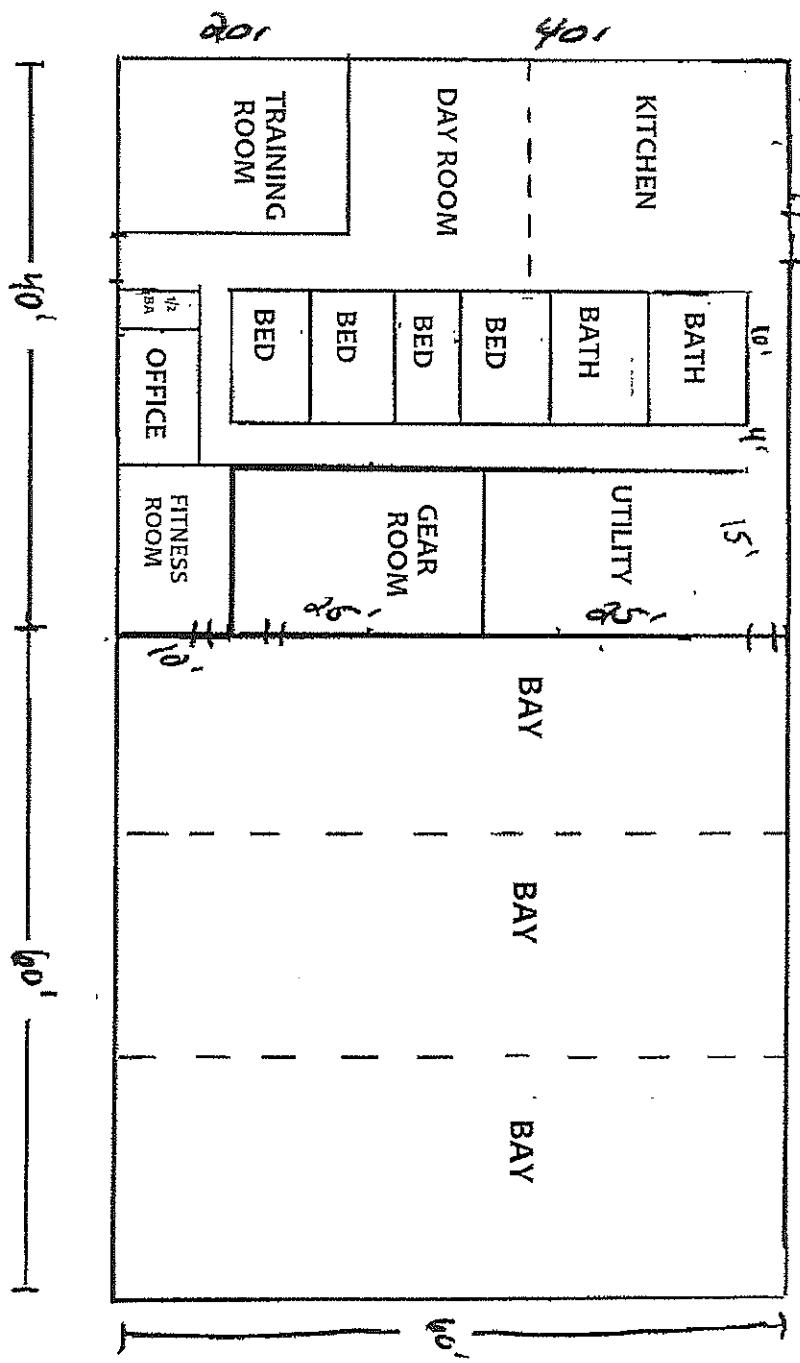 10'
4'
15'
BATH
KITCHEN
40'
BATH
UTILITY
25'
BED
BAY
BAY
BAY
DAY ROOM
BED
GEAR
ROOM
25'
60'
BED
TRAINING
ROOM
BED
20'
1/2
BA
OFFICE
FITNESS
ROOM
10'
40'
60'